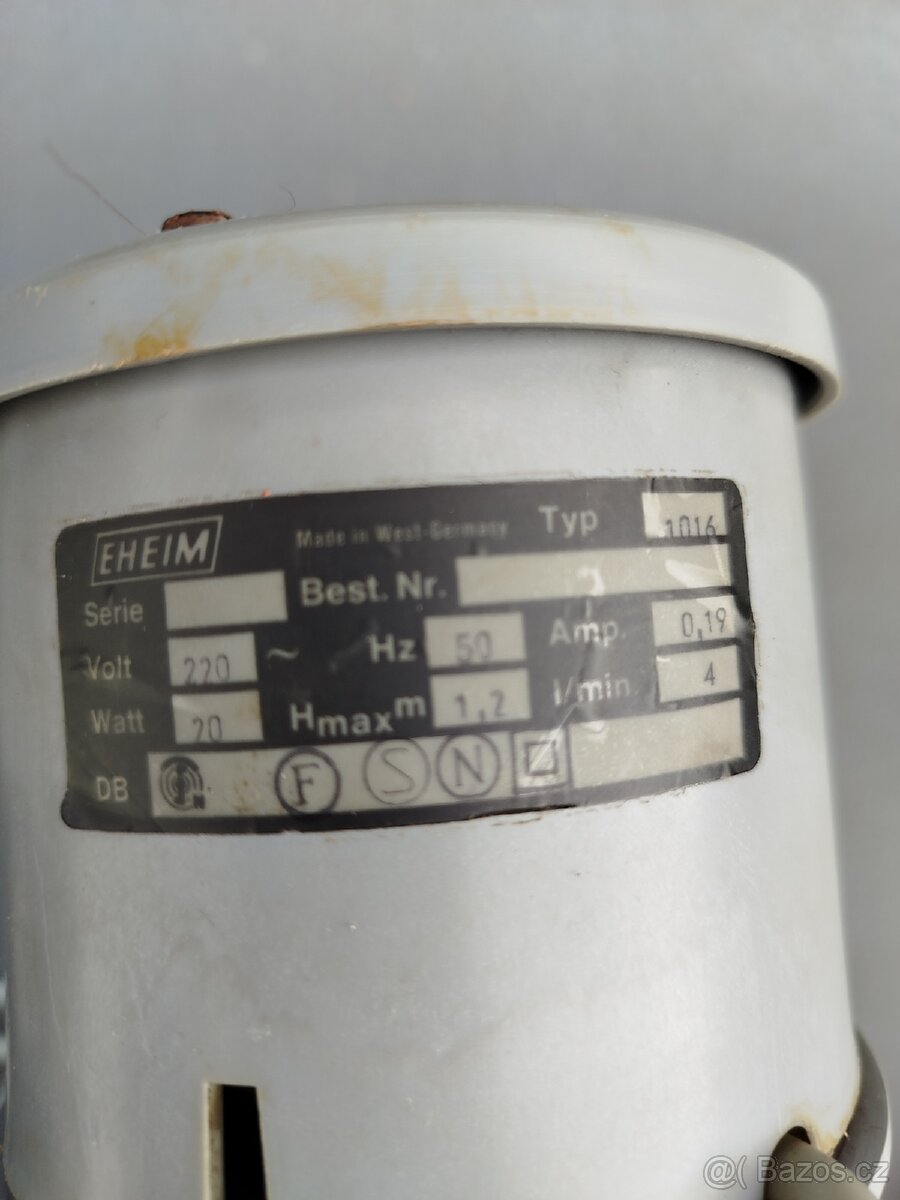 EHEIM Made in West-Germany Typ 1016
Serie Best. Nr.
Volt 220 ~ Hz 50 Amp. 0,19
Watt 20 Hmax m 1,2 l/min 4
DB N F S N
@( Bazos.cz